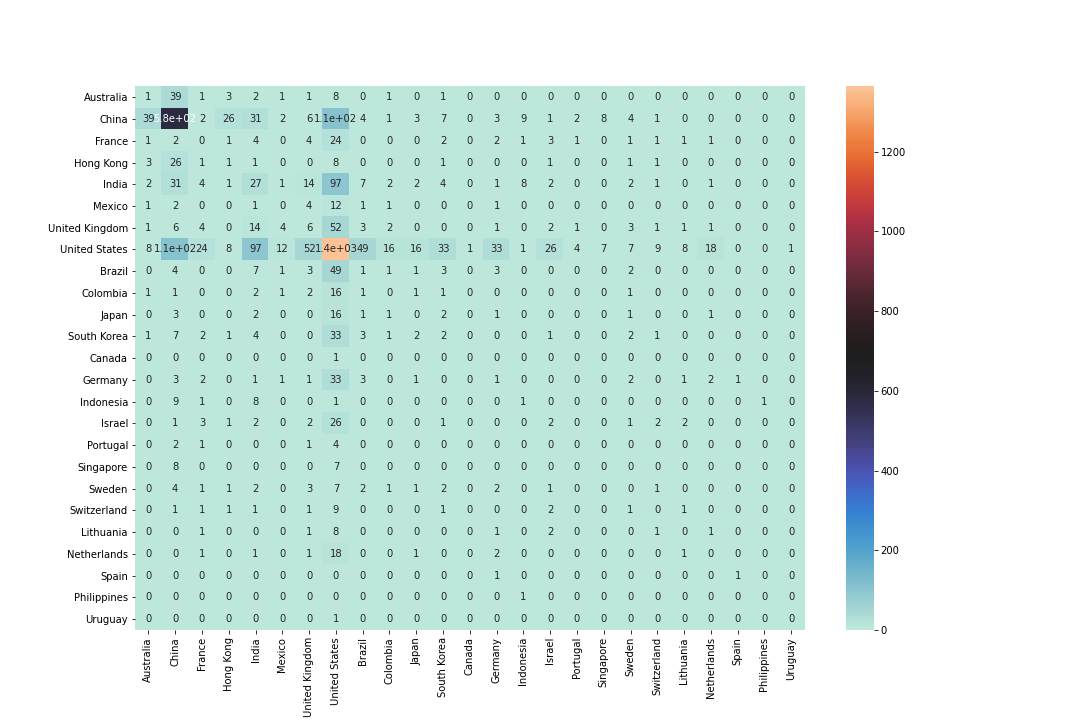 Australia 1 39 1 3 2 1 1 8 0 1 0 1 0 0 0 0 0 0 0 0 0 0 0 0 0
China 39 5.8e+02 2 26 31 2 6 1.1e+02 4 1 3 7 0 3 9 1 2 8 4 1 0 0 0 0 0
France 1 2 0 1 4 0 4 24 0 0 0 2 0 2 1 3 1 0 1 1 1 1 0 0 0
Hong Kong 3 26 1 1 1 0 0 8 0 0 0 1 0 0 0 1 0 0 1 1 0 0 0 0 0
India 2 31 4 1 27 1 14 97 7 2 2 4 0 1 8 2 0 0 2 1 0 1 0 0 0
Mexico 1 2 0 0 1 0 4 12 1 1 0 0 0 1 0 0 0 0 0 0 0 0 0 0 0
United Kingdom 1 6 4 0 14 4 6 52 3 2 0 0 0 1 0 2 1 0 3 1 1 1 0 0 0
United States 8 1.1e+02 24 8 97 12 52 1.4e+03 49 16 16 33 1 33 1 26 4 7 7 9 8 18 0 0 1
Brazil 0 4 0 0 7 1 3 49 1 1 1 3 0 3 0 0 0 0 2 0 0 0 0 0 0
Colombia 1 1 0 0 2 1 2 16 1 0 1 1 0 0 0 0 0 0 1 0 0 0 0 0 0
Japan 0 3 0 0 2 0 0 16 1 1 0 2 0 1 0 0 0 0 1 0 0 1 0 0 0
South Korea 1 7 2 1 4 0 0 33 3 1 2 2 0 0 0 1 0 0 2 1 0 0 0 0 0
Canada 0 0 0 0 0 0 0 1 0 0 0 0 0 0 0 0 0 0 0 0 0 0 0 0 0
Germany 0 3 2 0 1 1 1 33 3 0 1 0 0 1 0 0 0 0 2 0 1 2 1 0 0
Indonesia 0 9 1 0 8 0 0 1 0 0 0 0 0 0 1 0 0 0 0 0 0 0 0 1 0
Israel 0 1 3 1 2 0 2 26 0 0 0 1 0 0 0 2 0 0 1 2 2 0 0 0 0
Portugal 0 2 1 0 0 0 1 4 0 0 0 0 0 0 0 0 0 0 0 0 0 0 0 0 0
Singapore 0 8 0 0 0 0 0 7 0 0 0 0 0 0 0 0 0 0 0 0 0 0 0 0 0
Sweden 0 4 1 1 2 0 3 7 2 1 1 2 0 2 0 1 0 0 0 1 0 0 0 0 0
Switzerland 0 1 1 1 1 0 1 9 0 0 0 1 0 0 0 2 0 0 1 0 1 0 0 0 0
Lithuania 0 0 1 0 0 0 1 8 0 0 0 0 0 1 0 2 0 0 0 1 0 1 0 0 0
Netherlands 0 0 1 0 1 0 1 18 0 0 1 0 0 2 0 0 0 0 0 0 1 0 0 0 0
Spain 0 0 0 0 0 0 0 0 0 0 0 0 0 1 0 0 0 0 0 0 0 0 1 0 0
Philippines 0 0 0 0 0 0 0 0 0 0 0 0 0 0 1 0 0 0 0 0 0 0 0 0 0
Uruguay 0 0 0 0 0 0 0 1 0 0 0 0 0 0 0 0 0 0 0 0 0 0 0 0 0
Australia
China
France
Hong Kong
India
Mexico
United Kingdom
United States
Brazil
Colombia
Japan
South Korea
Canada
Germany
Indonesia
Israel
Portugal
Singapore
Sweden
Switzerland
Lithuania
Netherlands
Spain
Philippines
Uruguay
1200
1000
800
600
400
200
0